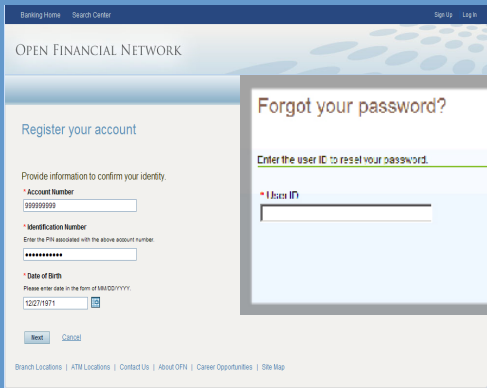 Banking Home Search Center Sign Up Log In
OPEN FINANCIAL NETWORK
Register your account
Provide information to confirm your identity.
* Account Number
999999999
* Identification Number
Enter the PIN associated with the above account number.
●●●●●●●●●●●
* Date of Birth
Please enter date in the form of MM/DD/YYYY.
12/27/1971
Next Cancel
Forgot your password?
Enter the user ID to reset your password.
* User ID
Branch Locations | ATM Locations | Contact Us | About OFN | Career Opportunities | Site Map